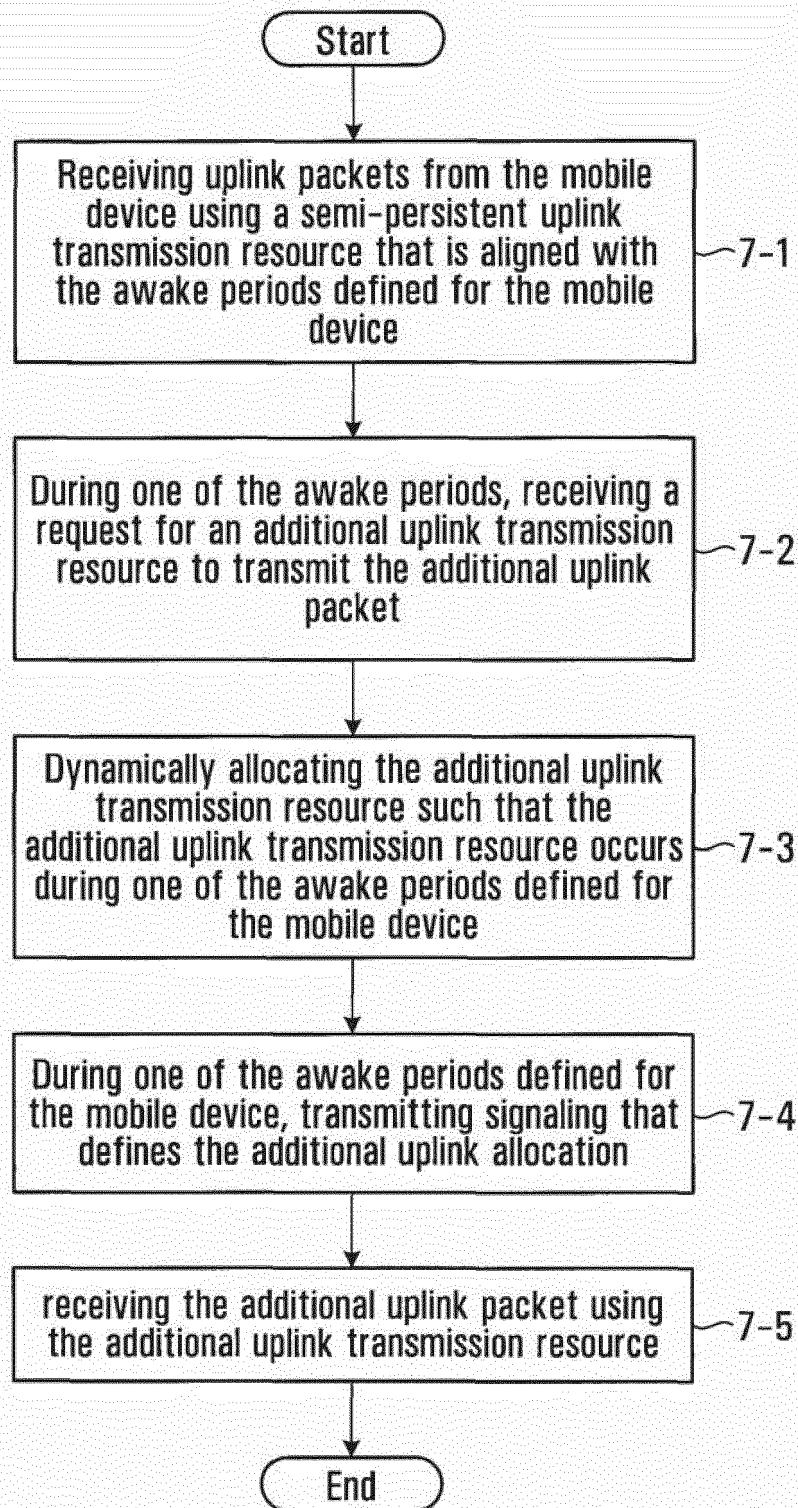 Start
Receiving uplink packets from the mobile
device using a semi-persistent uplink
transmission resource that is aligned with
the awake periods defined for the mobile
device
7-1
During one of the awake periods, receiving a
request for an additional uplink transmission
resource to transmit the additional uplink
packet
7-2
Dynamically allocating the additional uplink
transmission resource such that the
additional uplink transmission resource occurs
during one of the awake periods defined for
the mobile device
7-3
During one of the awake periods defined for
the mobile device, transmitting signaling that
defines the additional uplink allocation
7-4
receiving the additional uplink packet using
the additional uplink transmission resource
7-5
End